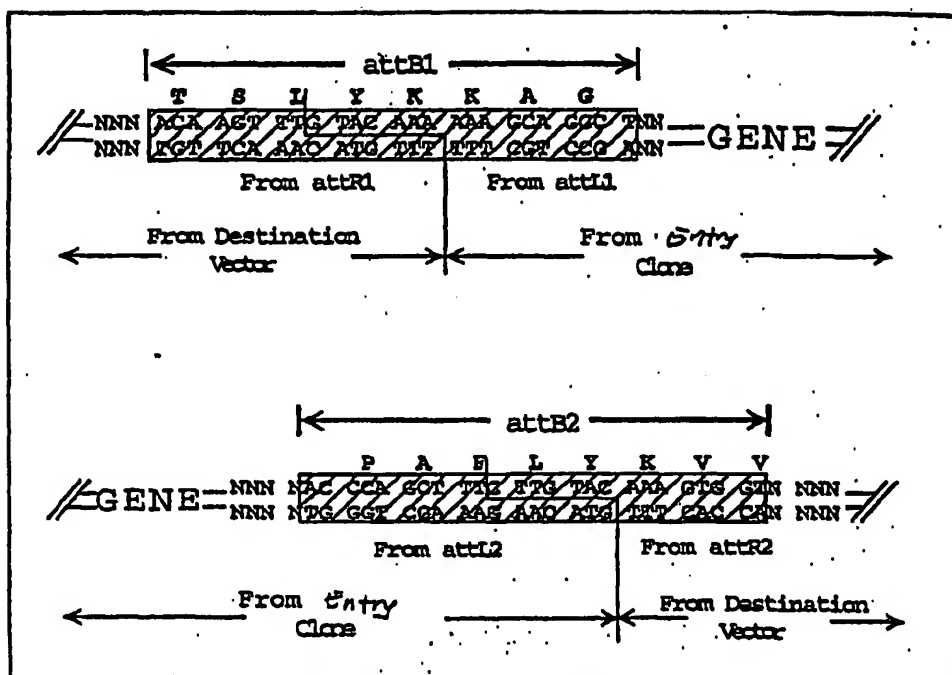 attB1
T S L Y K K A G
NNN ACA AGT TTG TAC AAA AAA GCA GGC TNN GENE
NNN TGT TCA AAC ATG TTT TTT CGT CCG ANN
From attR1 From attL1
From Destination Vector From Entry Clone
attB2
P A F L Y K V V
GENE NNN NAC CCA GCT TTC TTG TAC AAA GTG GTN NNN
NNN NTG GGT CGA AAG AAC ATG TTT CAC CAN NNN
From attL2 From attR2
From Entry Clone From Destination Vector